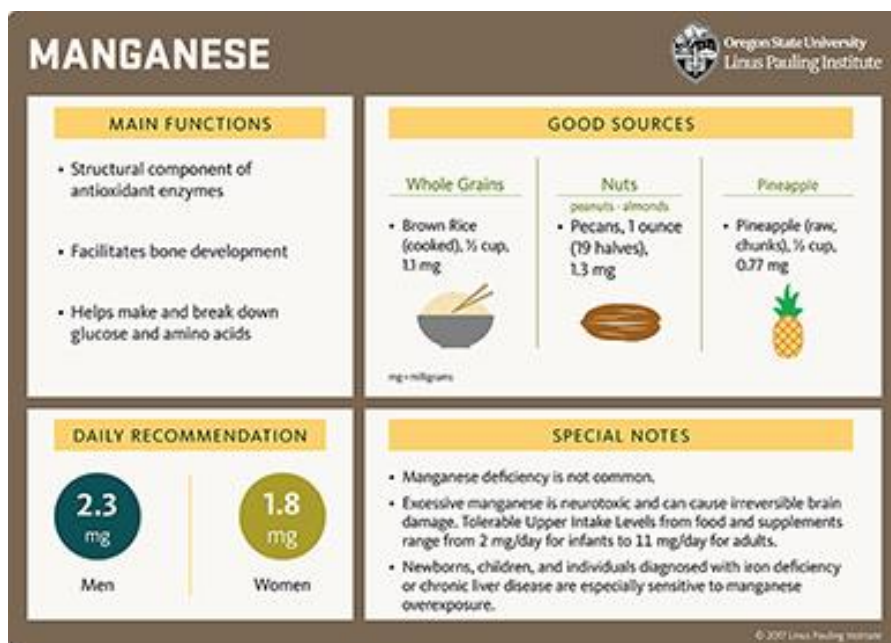 MANGANESE
Oregon State University
Linus Pauling Institute
MAIN FUNCTIONS
• Structural component of
antioxidant enzymes
• Facilitates bone development
• Helps make and break down
glucose and amino acids
GOOD SOURCES
Whole Grains
• Brown Rice
(cooked), ½ cup,
1.1 mg
Nuts
peanuts - almonds
• Pecans, 1 ounce
(19 halves),
1.3 mg
Pineapple
• Pineapple (raw,
chunks), ½ cup,
0.77 mg
mg = milligrams
DAILY RECOMMENDATION
2.3
mg
Men
1.8
mg
Women
SPECIAL NOTES
• Manganese deficiency is not common.
• Excessive manganese is neurotoxic and can cause irreversible brain
damage. Tolerable Upper Intake Levels from food and supplements
range from 2 mg/day for infants to 11 mg/day for adults.
• Newborns, children, and individuals diagnosed with iron deficiency
or chronic liver disease are especially sensitive to manganese
overexposure.
© 2017 Linus Pauling Institute